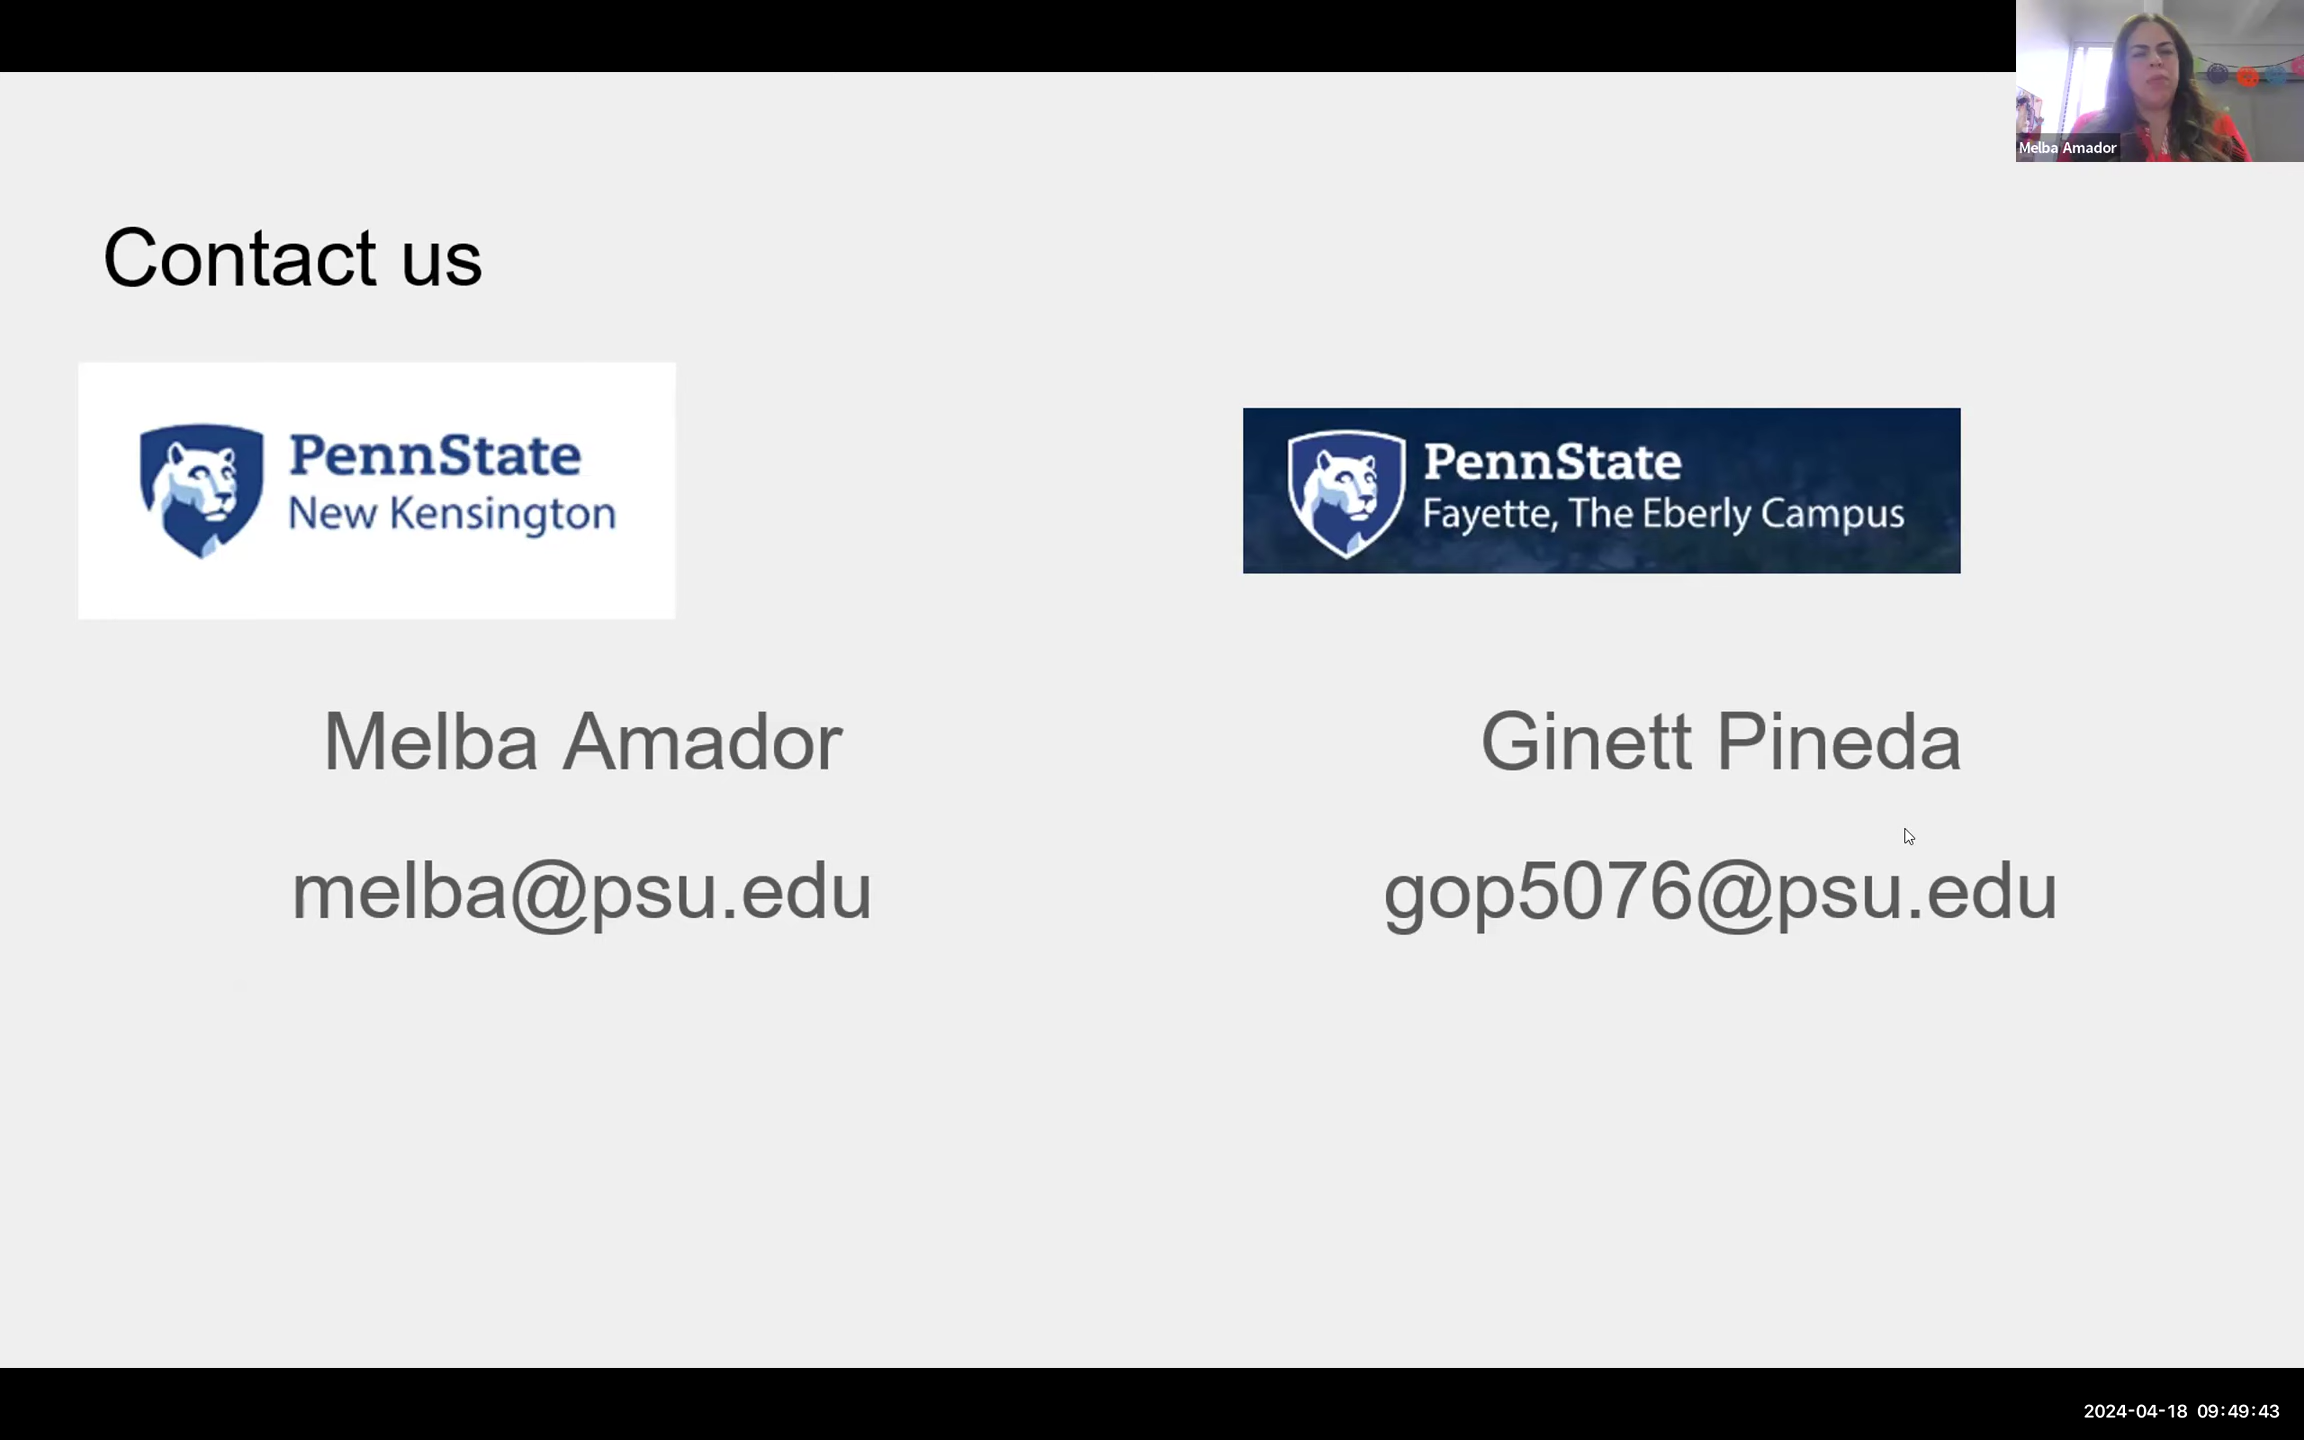 Melba Amador
Contact us
PennState
New Kensington
PennState
Fayette, The Eberly Campus
Melba Amador
melba@psu.edu
Ginett Pineda
gop5076@psu.edu
2024-04-18 09:49:43